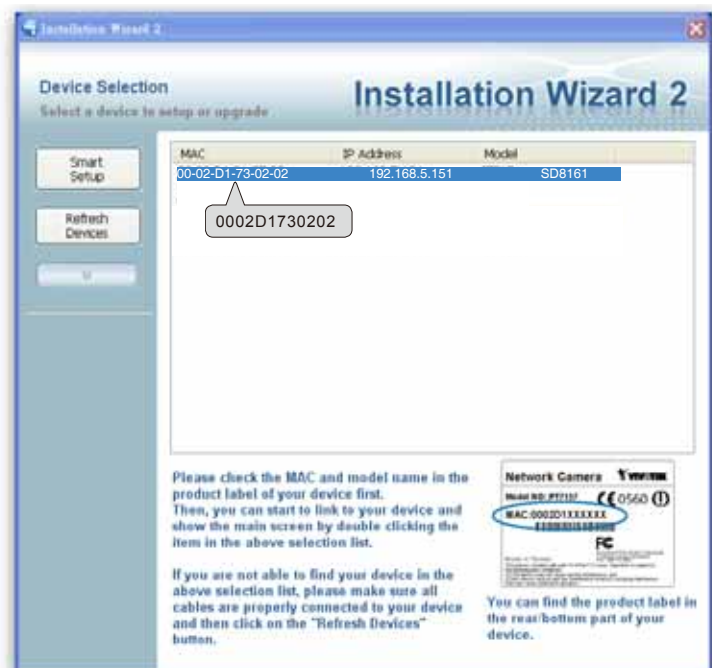 Installation Wizard 2
Device Selection
Select a device to setup or upgrade
Installation Wizard 2
Smart
Setup
Refresh
Devices
MAC IP Address Model
00-02-D1-73-02-02 192.168.5.151 SD8161
0002D1730202
Please check the MAC and model name in the
product label of your device first.
Then, you can start to link to your device and
show the main screen by double clicking the
item in the above selection list.
If you are not able to find your device in the
above selection list, please make sure all
cables are properly connected to your device
and then click on the "Refresh Devices"
button.
Network Camera VIVOTEK
Model NO: PT7137 CE 0560
MAC:0002D1XXXXXX
FC
You can find the product label in
the rear/bottom part of your
device.